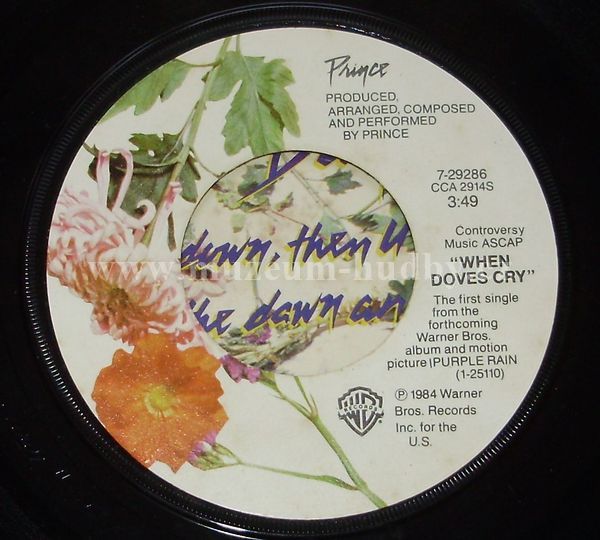 Prince
PRODUCED,
ARRANGED, COMPOSED
AND PERFORMED
BY PRINCE
7-29286
CCA 2914S
3:49
Controversy
Music ASCAP
"WHEN
DOVES CRY"
The first single
from the
forthcoming
Warner Bros.
album and motion
picture PURPLE RAIN
(1-25110)
WB
RECORDS
℗ 1984 Warner
Bros. Records
Inc. for the
U.S.
down, then U
the dawn
www.muzeum-hudby